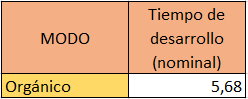 MODO
Tiempo de
desarrollo
(nominal)
Orgánico
5,68